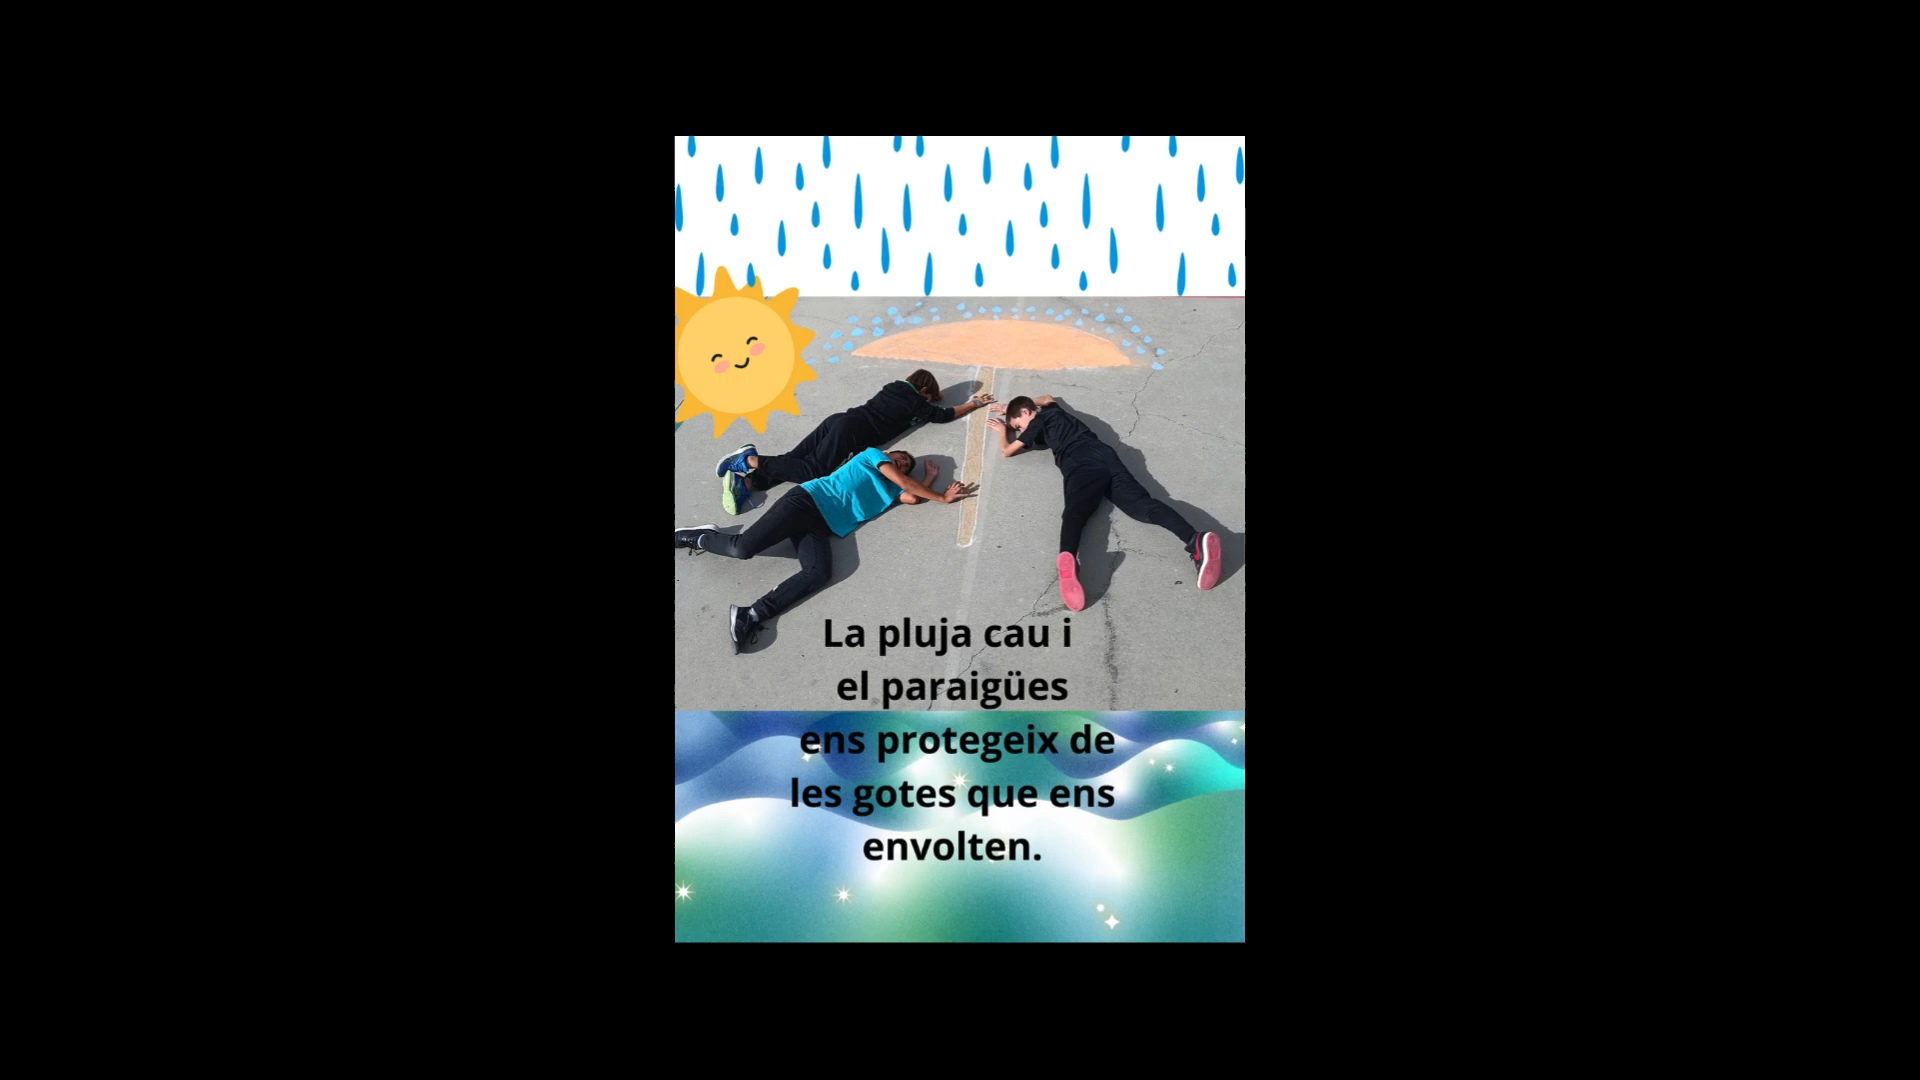 La pluja cau i
el paraigües
ens protegeix de
les gotes que ens
envolten.